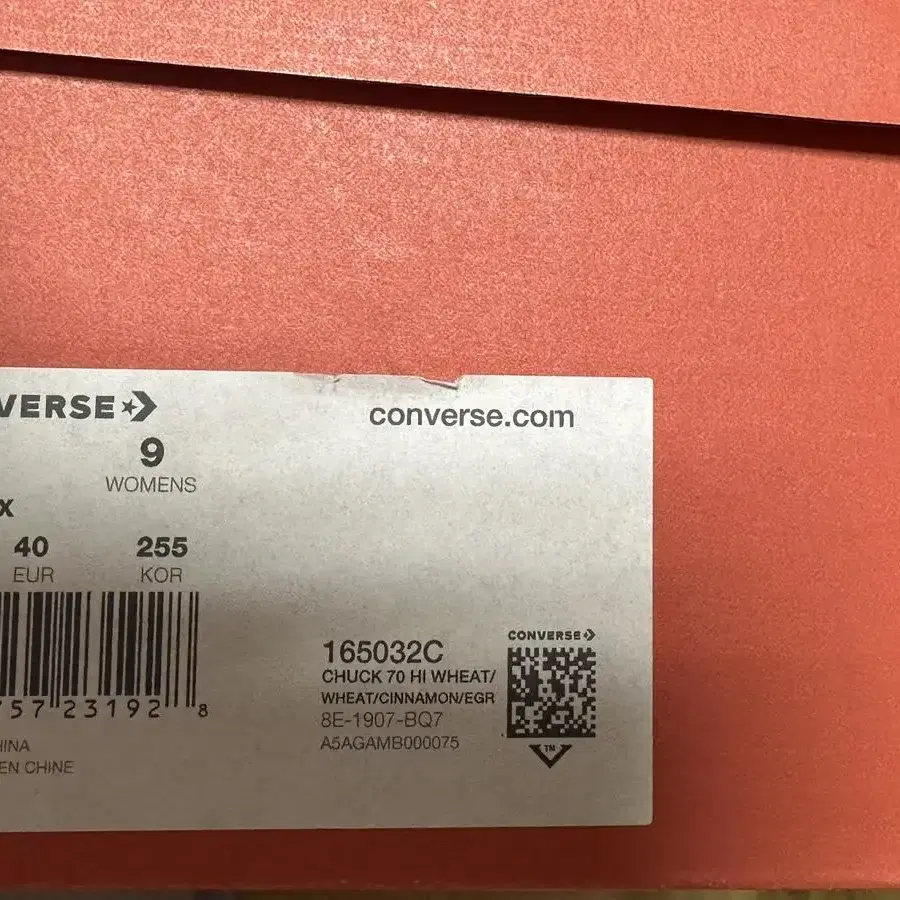 VERSE
converse.com
9
WOMENS
X
40 255
EUR KOR
57 23192 8
HINA
EN CHINE
165032C
CHUCK 70 HI WHEAT/
WHEAT/CINNAMON/EGR
8E-1907-BQ7
A5AGAMB000075
CONVERSE
TM